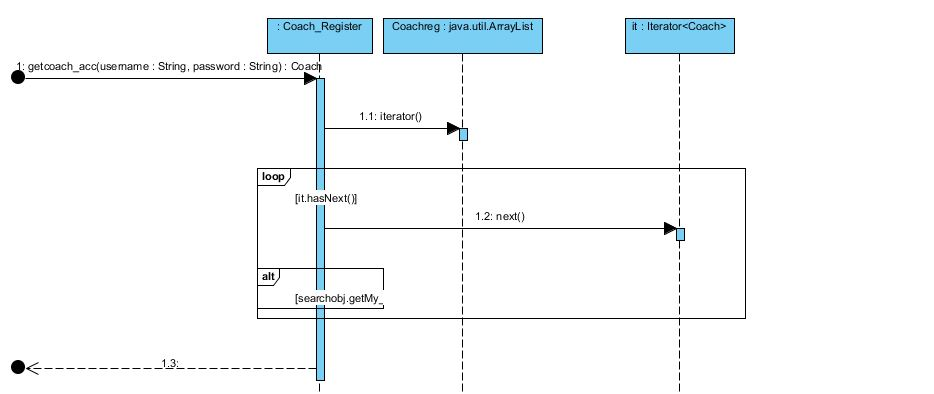 : Coach_Register
Coachreg : java.util.ArrayList
it : Iterator<Coach>
1: getcoach_acc(username : String, password : String) : Coach
1.1: iterator()
loop
[it.hasNext()]
1.2: next()
alt
[searchobj.getMy_
1.3: